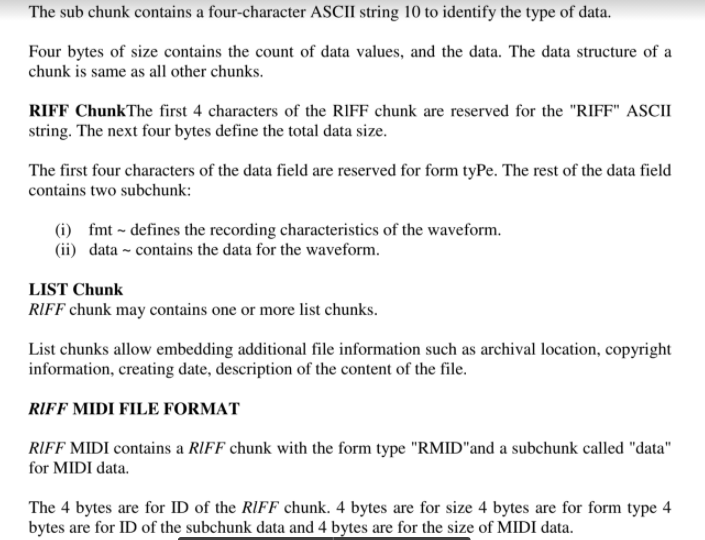 The sub chunk contains a four-character ASCII string 10 to identify the type of data.
Four bytes of size contains the count of data values, and the data. The data structure of a
chunk is same as all other chunks.
RIFF ChunkThe first 4 characters of the RlFF chunk are reserved for the "RIFF" ASCII
string. The next four bytes define the total data size.
The first four characters of the data field are reserved for form tyPe. The rest of the data field
contains two subchunk:
(i) fmt ~ defines the recording characteristics of the waveform.
(ii) data ~ contains the data for the waveform.
LIST Chunk
RlFF chunk may contains one or more list chunks.
List chunks allow embedding additional file information such as archival location, copyright
information, creating date, description of the content of the file.
RlFF MIDI FILE FORMAT
RlFF MIDI contains a RlFF chunk with the form type "RMID"and a subchunk called "data"
for MIDI data.
The 4 bytes are for ID of the RlFF chunk. 4 bytes are for size 4 bytes are for form type 4
bytes are for ID of the subchunk data and 4 bytes are for the size of MIDI data.